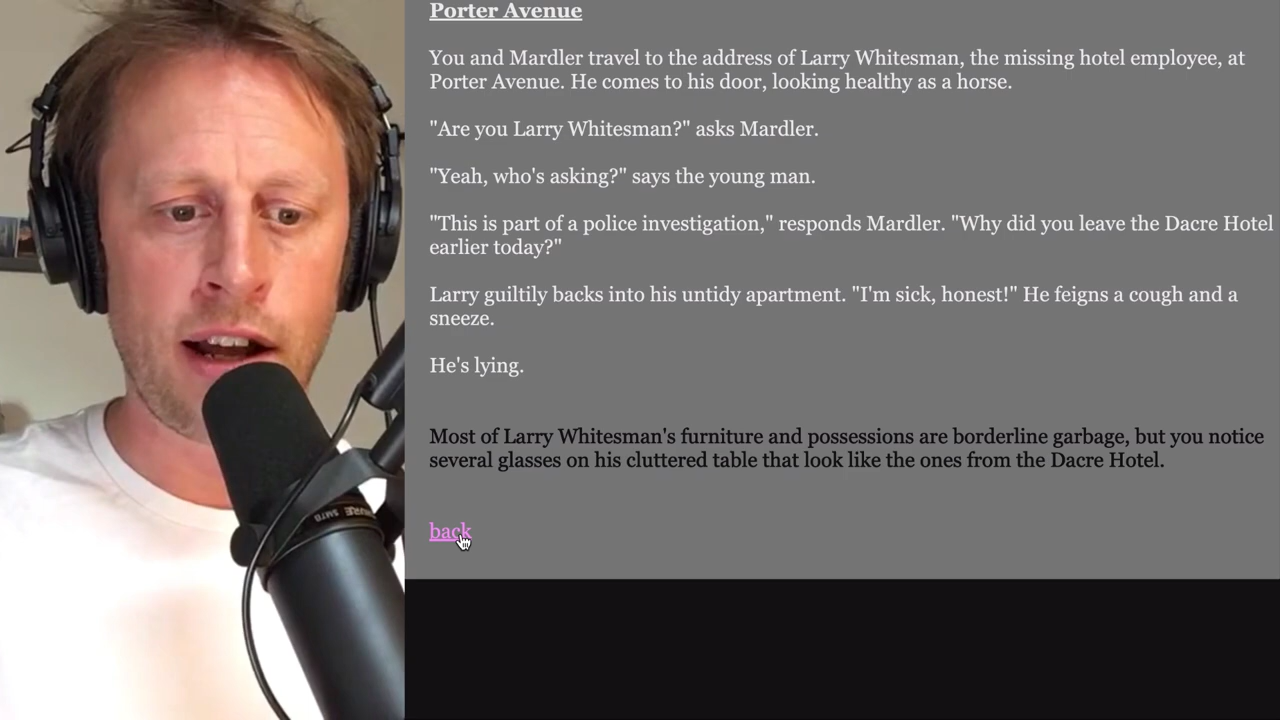 Porter Avenue
You and Mardler travel to the address of Larry Whitesman, the missing hotel employee, at
Porter Avenue. He comes to his door, looking healthy as a horse.
"Are you Larry Whitesman?" asks Mardler.
"Yeah, who's asking?" says the young man.
"This is part of a police investigation," responds Mardler. "Why did you leave the Dacre Hotel
earlier today?"
Larry guiltily backs into his untidy apartment. "I'm sick, honest!" He feigns a cough and a
sneeze.
He's lying.
Most of Larry Whitesman's furniture and possessions are borderline garbage, but you notice
several glasses on his cluttered table that look like the ones from the Dacre Hotel.
back
SHURE SM7B